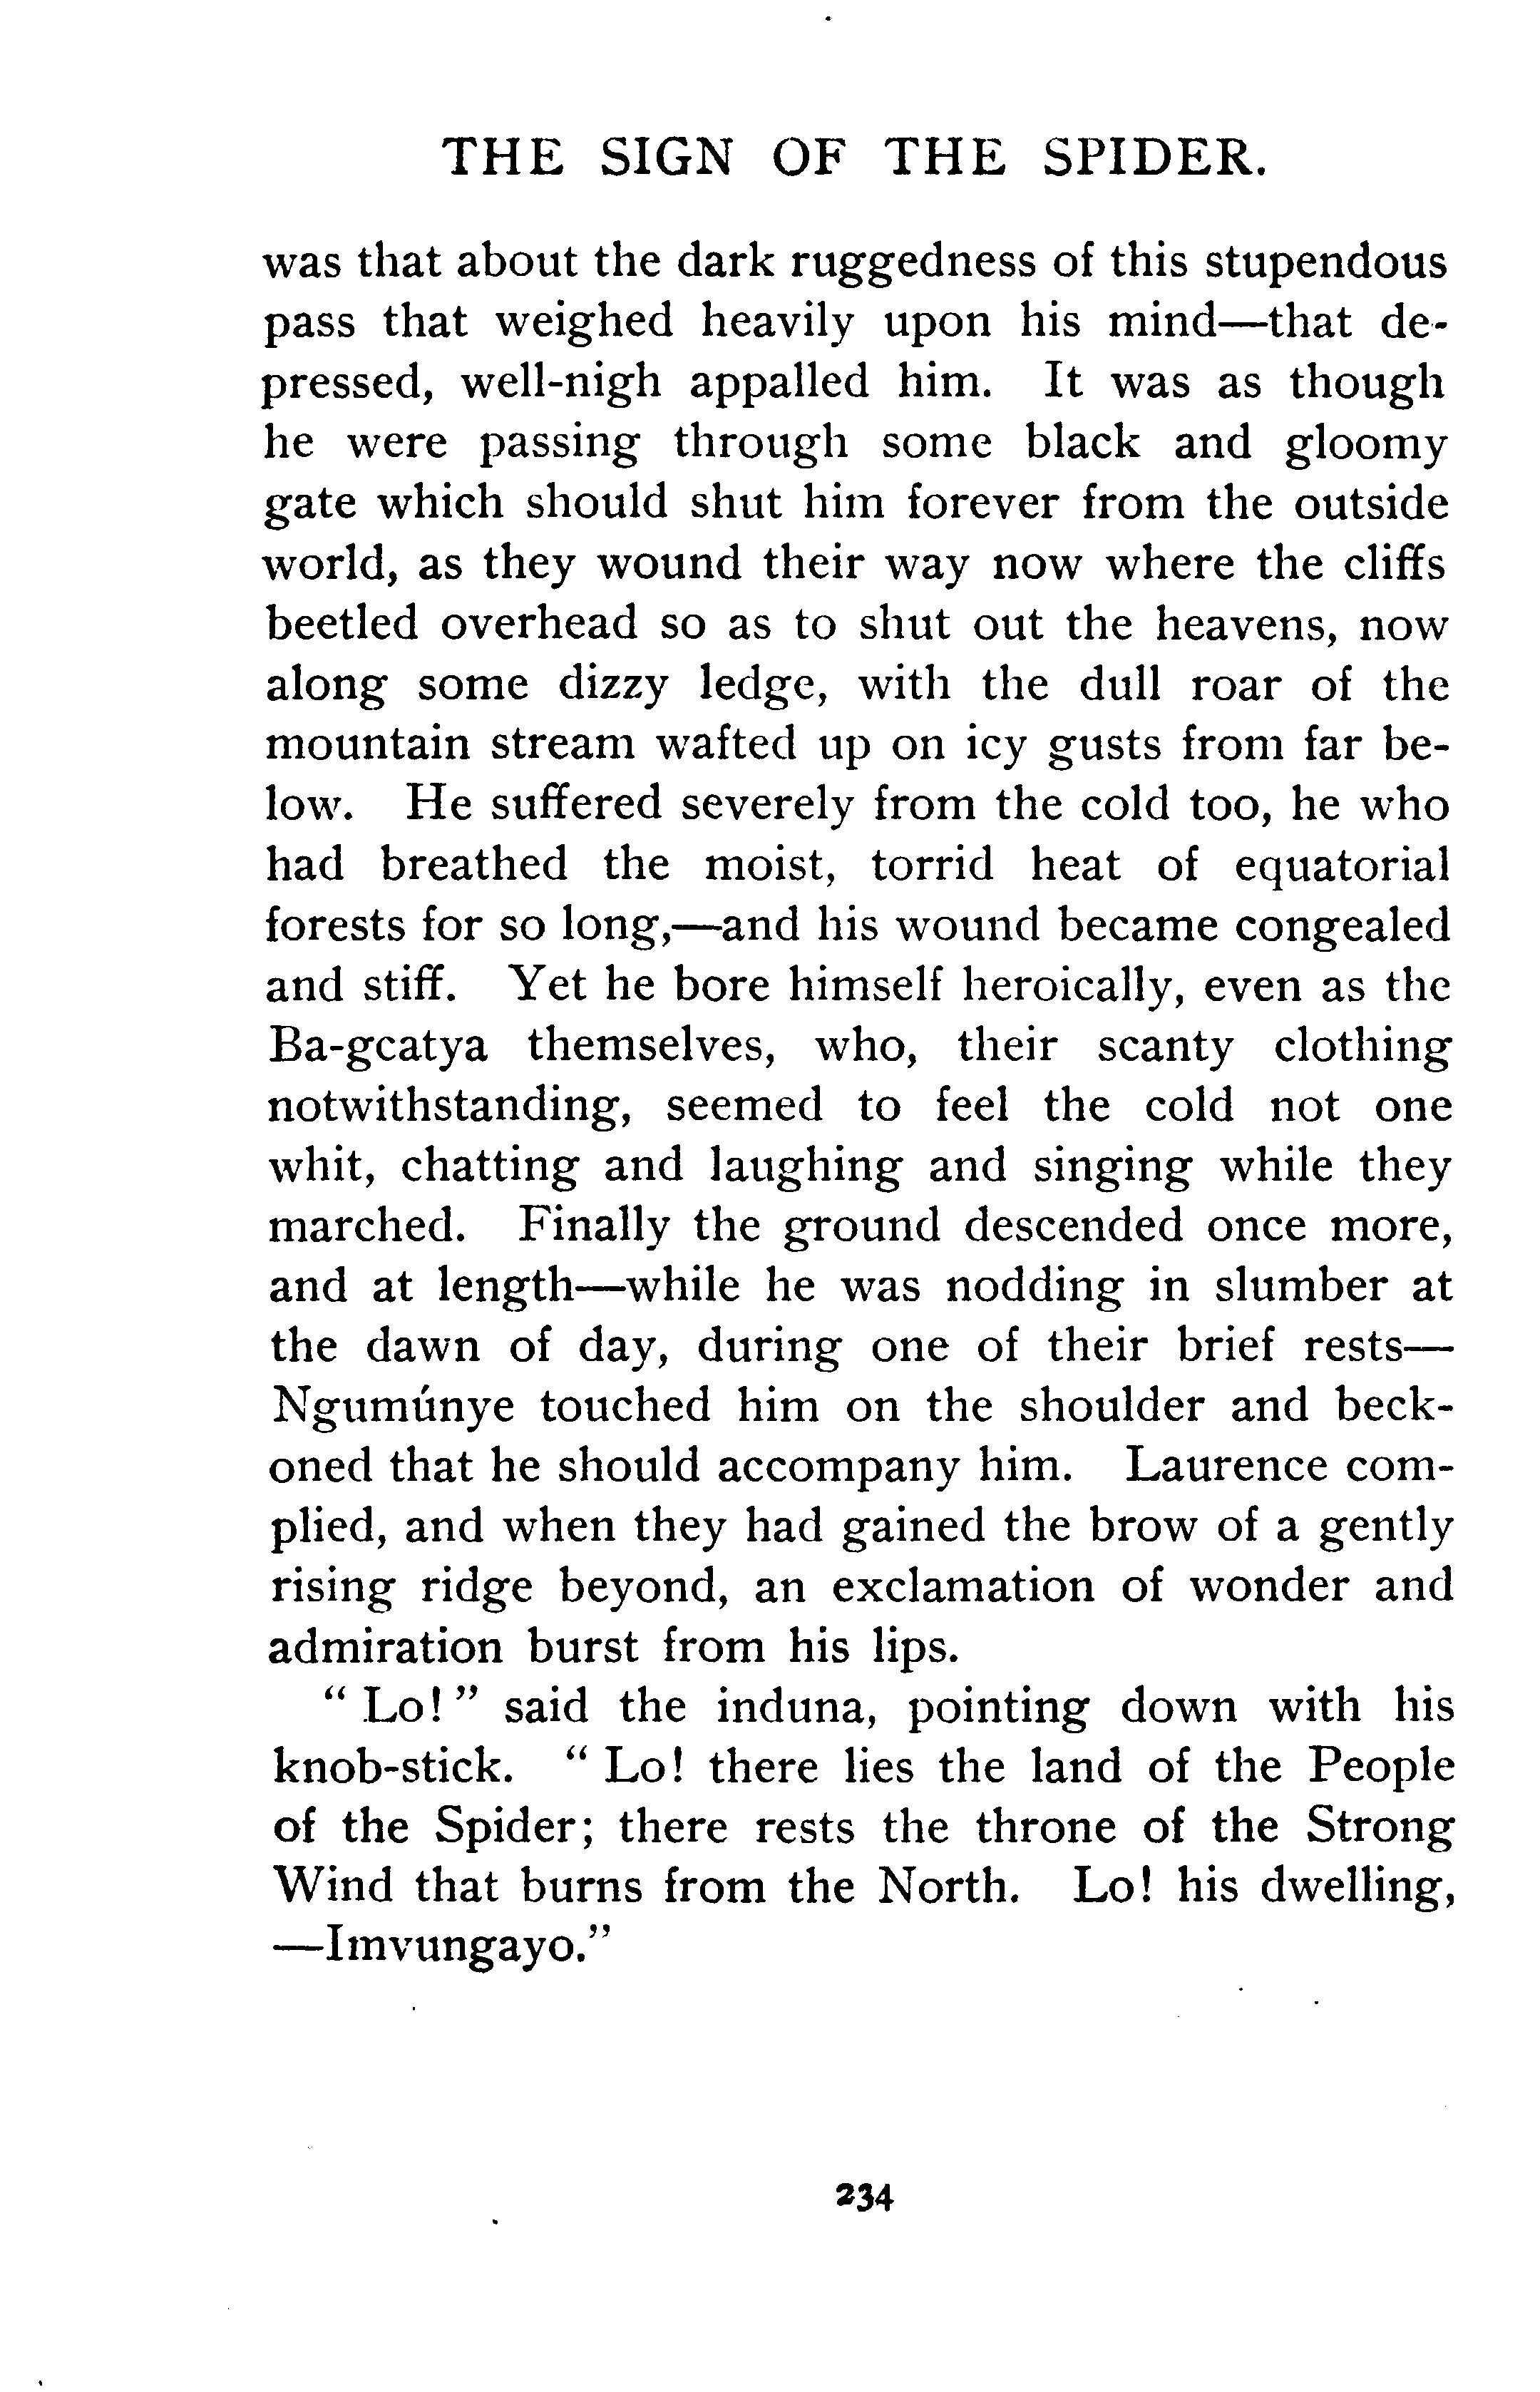 THE SIGN OF THE SPIDER.
was that about the dark ruggedness of this stupendous
pass that weighed heavily upon his mind—that de-
pressed, well-nigh appalled him. It was as though
he were passing through some black and gloomy
gate which should shut him forever from the outside
world, as they wound their way now where the cliffs
beetled overhead so as to shut out the heavens, now
along some dizzy ledge, with the dull roar of the
mountain stream wafted up on icy gusts from far be-
low. He suffered severely from the cold too, he who
had breathed the moist, torrid heat of equatorial
forests for so long,—and his wound became congealed
and stiff. Yet he bore himself heroically, even as the
Ba-gcatya themselves, who, their scanty clothing
notwithstanding, seemed to feel the cold not one
whit, chatting and laughing and singing while they
marched. Finally the ground descended once more,
and at length—while he was nodding in slumber at
the dawn of day, during one of their brief rests—
Ngumúnye touched him on the shoulder and beck-
oned that he should accompany him. Laurence com-
plied, and when they had gained the brow of a gently
rising ridge beyond, an exclamation of wonder and
admiration burst from his lips.
“ Lo! ” said the induna, pointing down with his
knob-stick. “ Lo! there lies the land of the People
of the Spider; there rests the throne of the Strong
Wind that burns from the North. Lo! his dwelling,
—Imvungayo.”
234